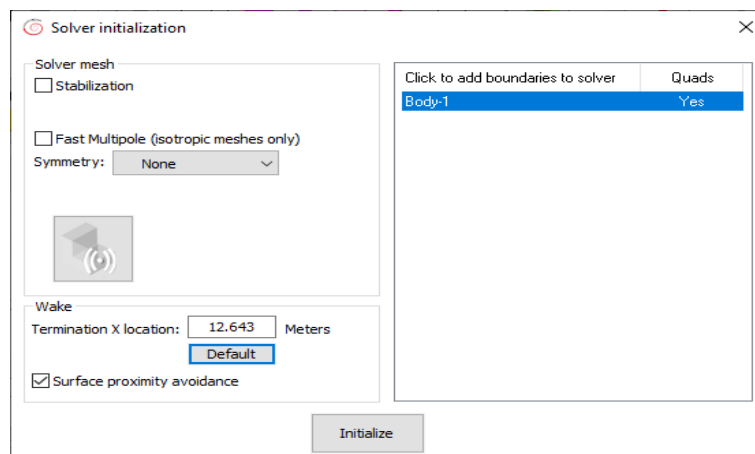 Solver initialization
Solver mesh
Stabilization
Fast Multipole (isotropic meshes only)
Symmetry: None
Wake
Termination X location: 12.643 Meters
Default
Surface proximity avoidance
Click to add boundaries to solver Quads
Body-1 Yes
Initialize